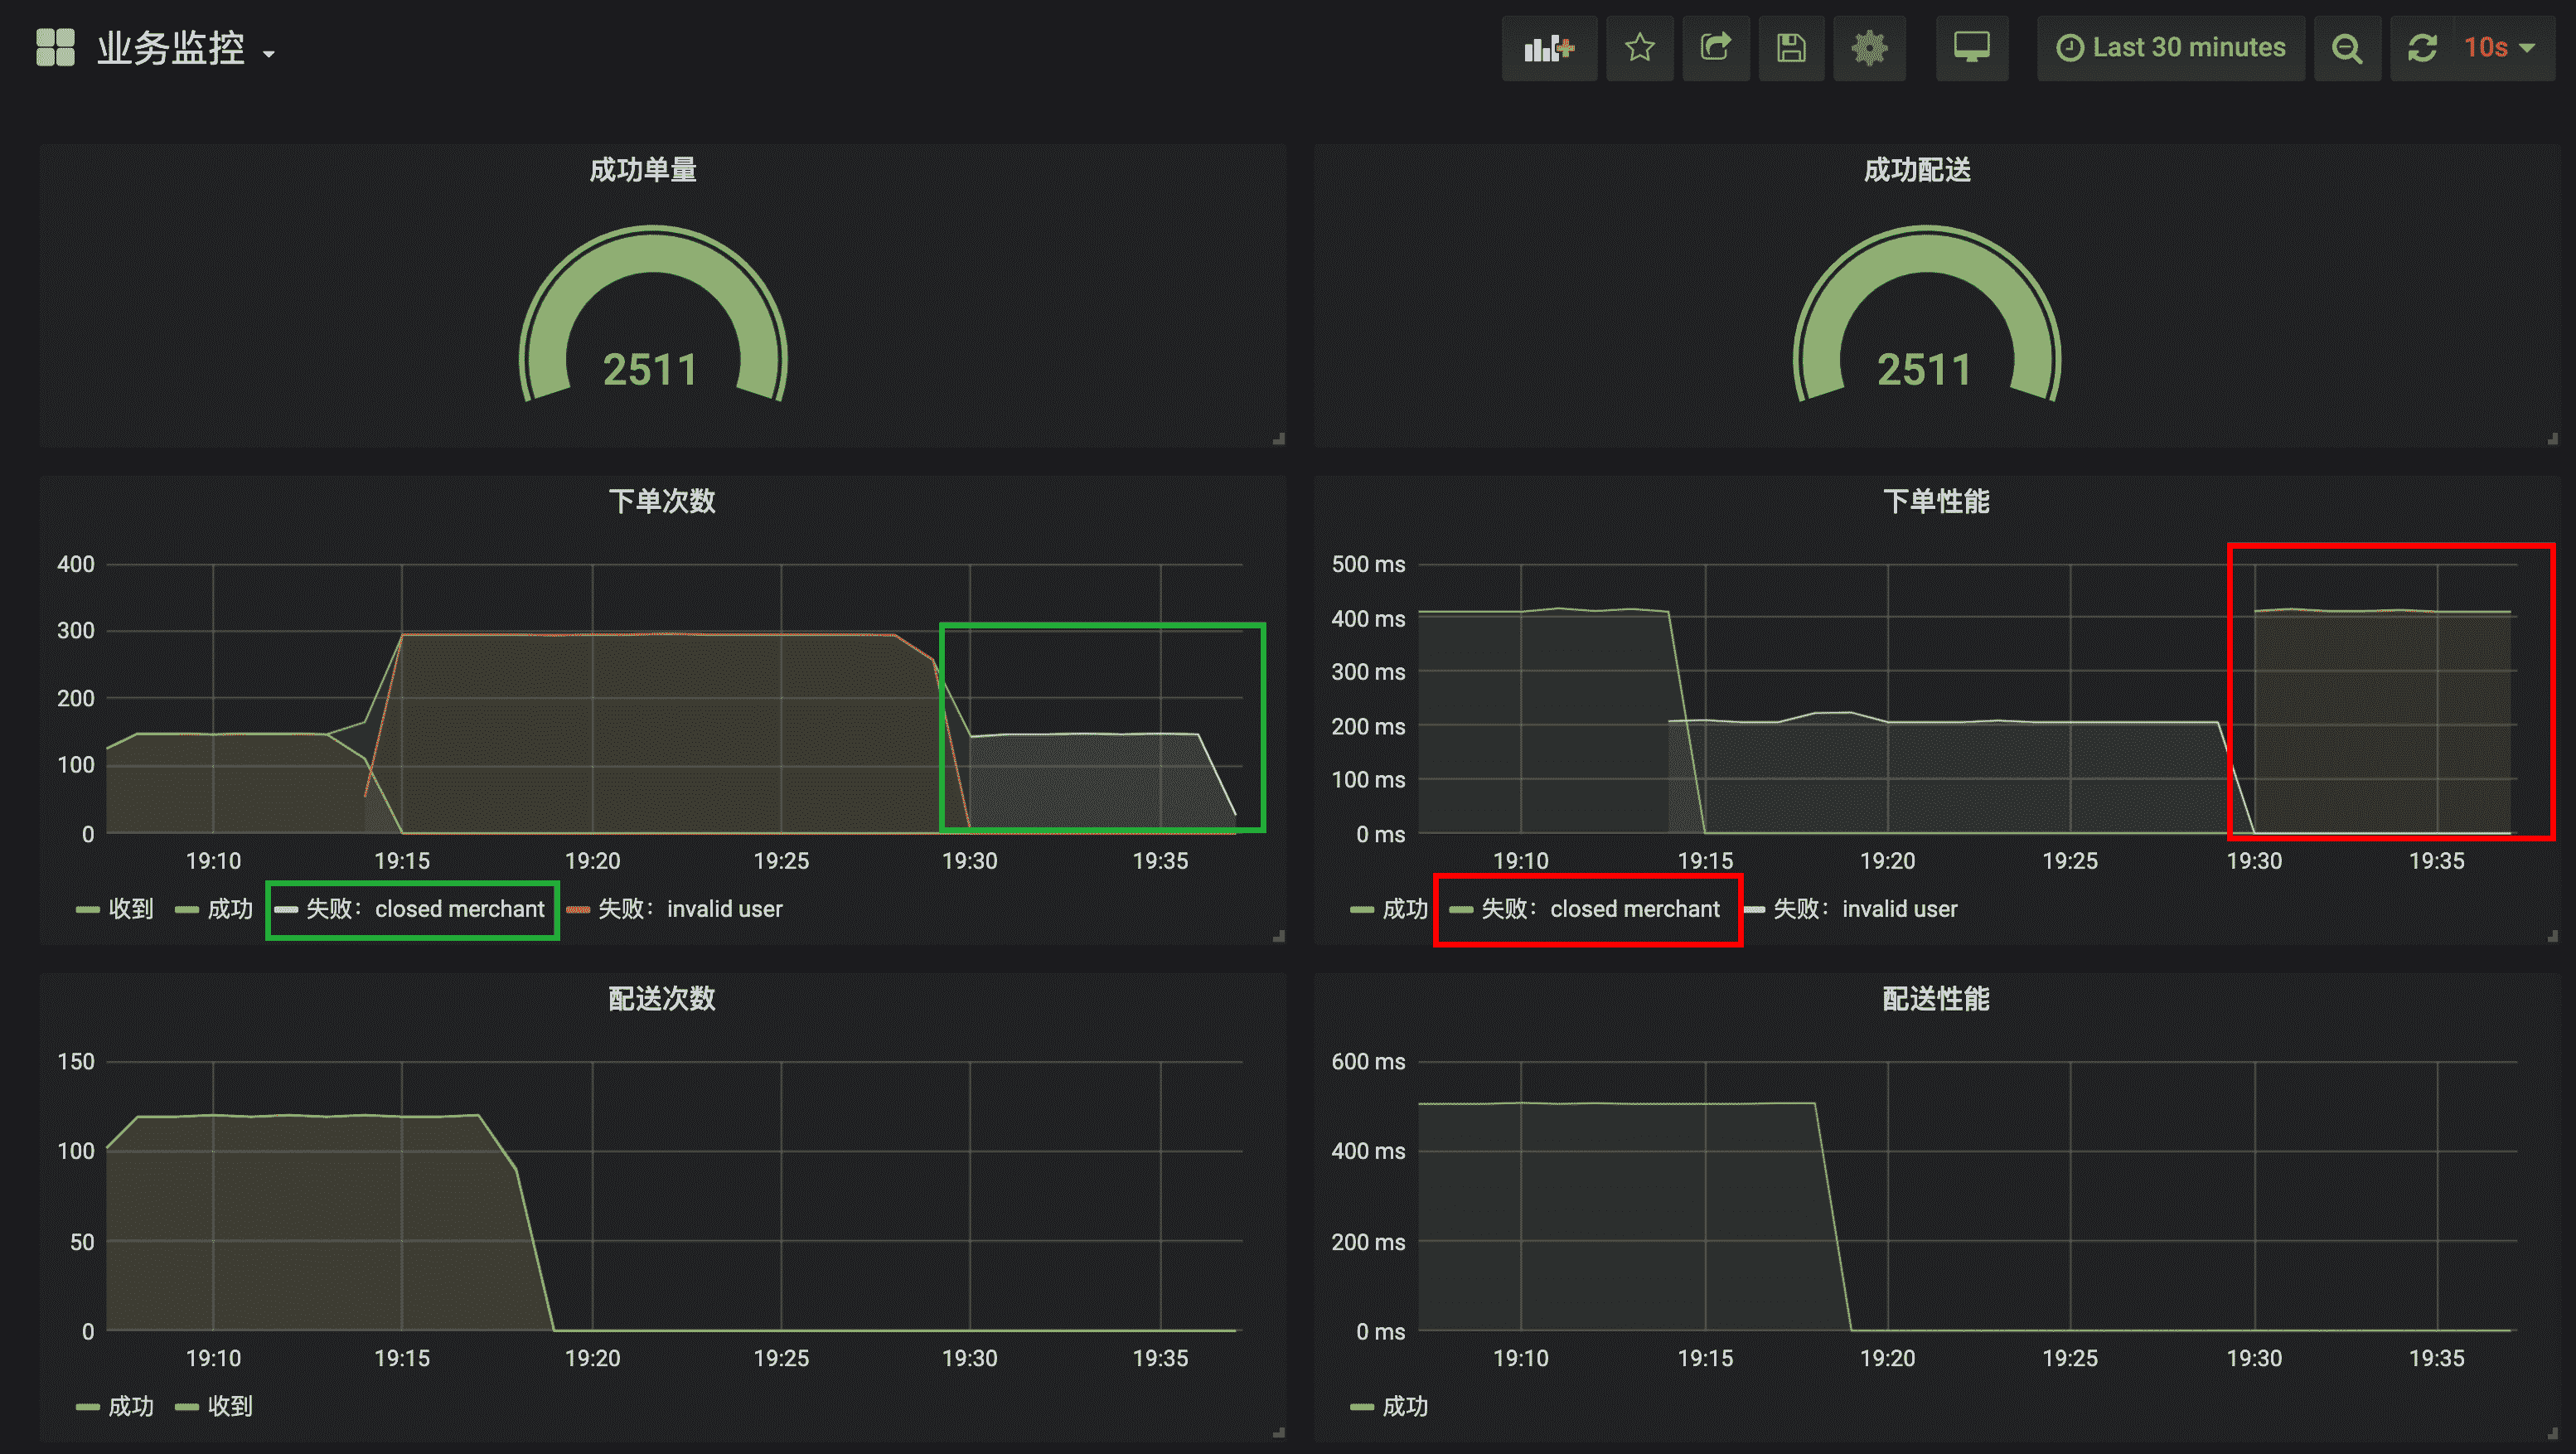 业务监控
Last 30 minutes
10s
成功单量
2511
成功配送
2511
下单次数
400
300
200
100
0
19:10 19:15 19:20 19:25 19:30 19:35
收到 成功 失败：closed merchant 失败：invalid user
下单性能
500 ms
400 ms
300 ms
200 ms
100 ms
0 ms
19:10 19:15 19:20 19:25 19:30 19:35
成功 失败：closed merchant 失败：invalid user
配送次数
150
100
50
0
19:10 19:15 19:20 19:25 19:30 19:35
成功 收到
配送性能
600 ms
400 ms
200 ms
0 ms
19:10 19:15 19:20 19:25 19:30 19:35
成功